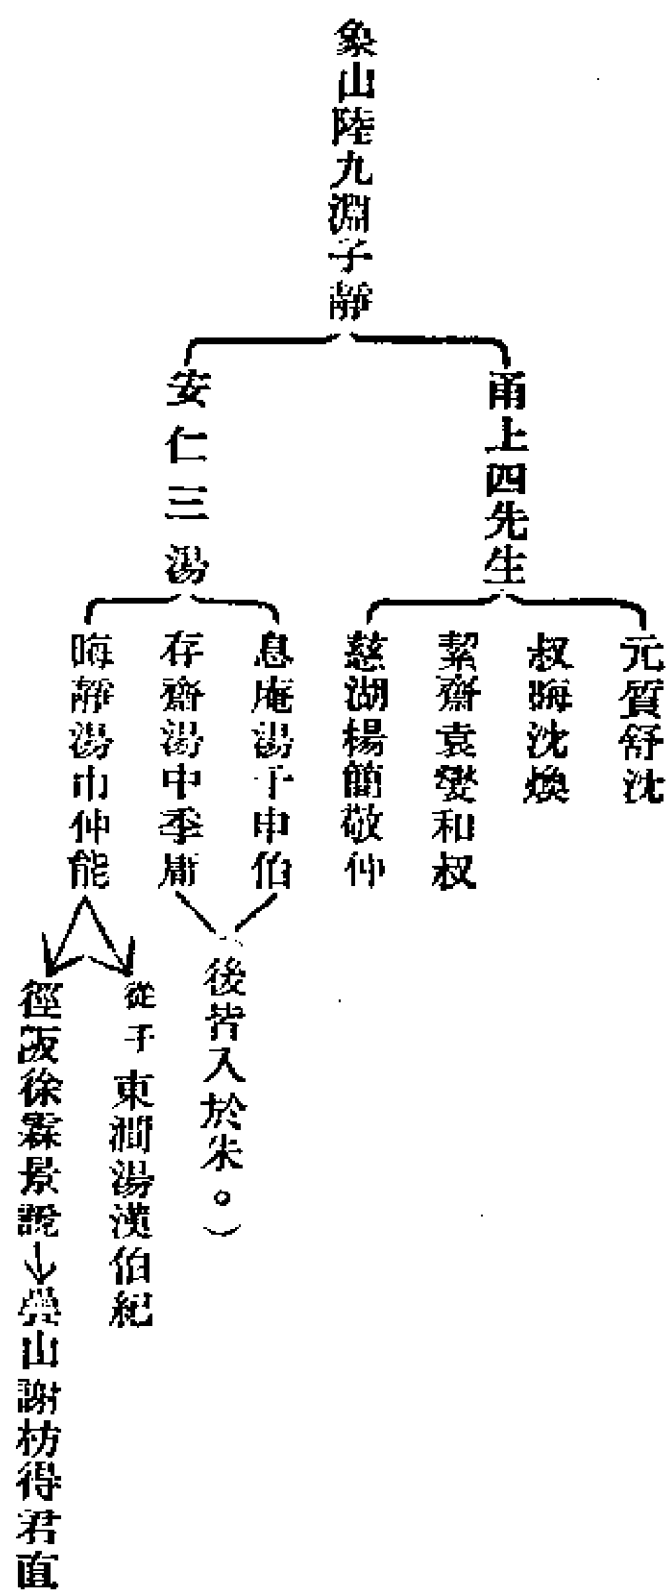 象山陸九淵子靜
甬上四先生
元質舒沈
叔晦沈煥
絜齋袁燮和叔
慈湖楊簡敬仲
安仁三湯
息庵湯千申伯
存齋湯中季庸
（後皆入於朱。）
晦靜湯巾仲能
從子東澗湯漢伯紀
徑畈徐霖景說→疊山謝枋得君直